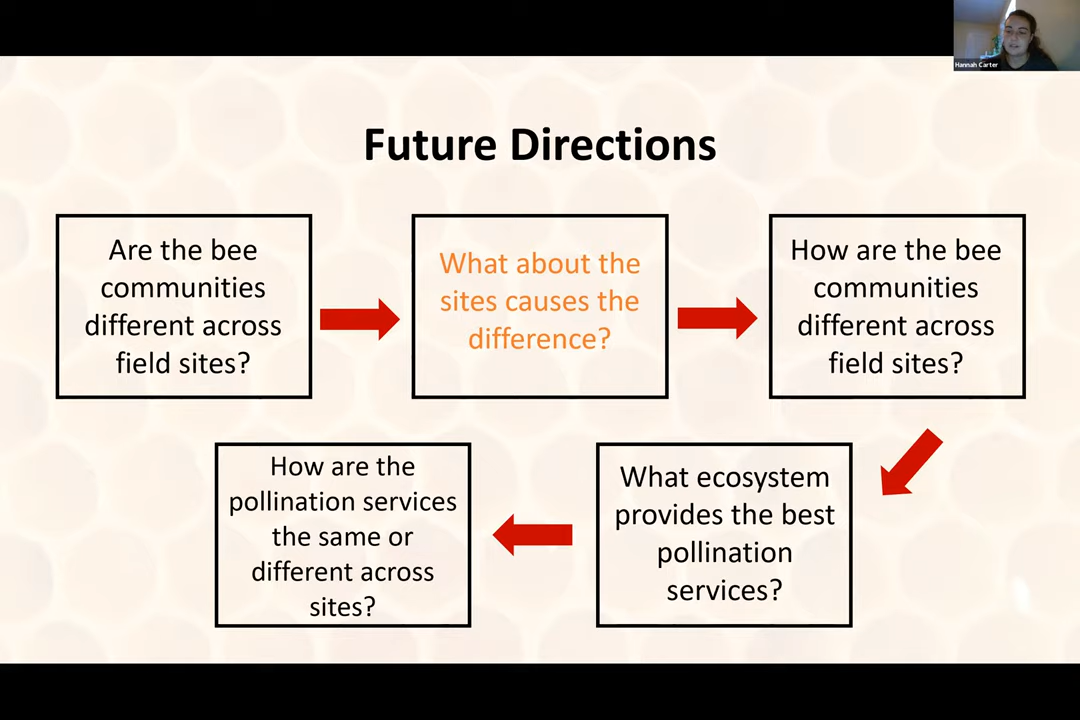 Hannah Carter
Future Directions
Are the bee
communities
different across
field sites?
What about the
sites causes the
difference?
How are the bee
communities
different across
field sites?
What ecosystem
provides the best
pollination
services?
How are the
pollination services
the same or
different across
sites?